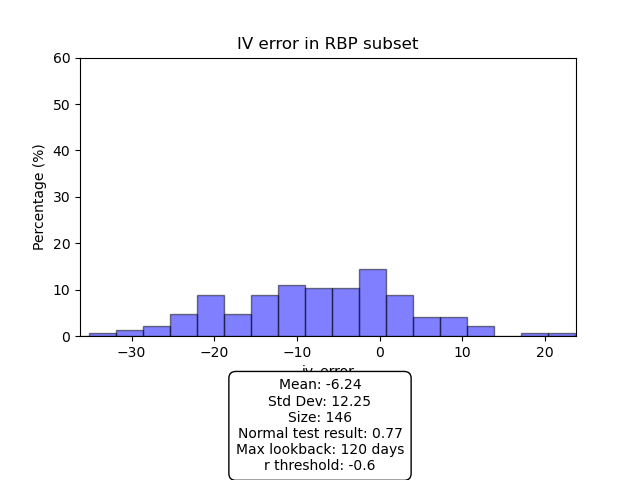 IV error in RBP subset
Percentage (%)
60
50
40
30
20
10
0
−30
−20
−10
0
10
20
iv_error
Mean: -6.24
Std Dev: 12.25
Size: 146
Normal test result: 0.77
Max lookback: 120 days
r threshold: -0.6